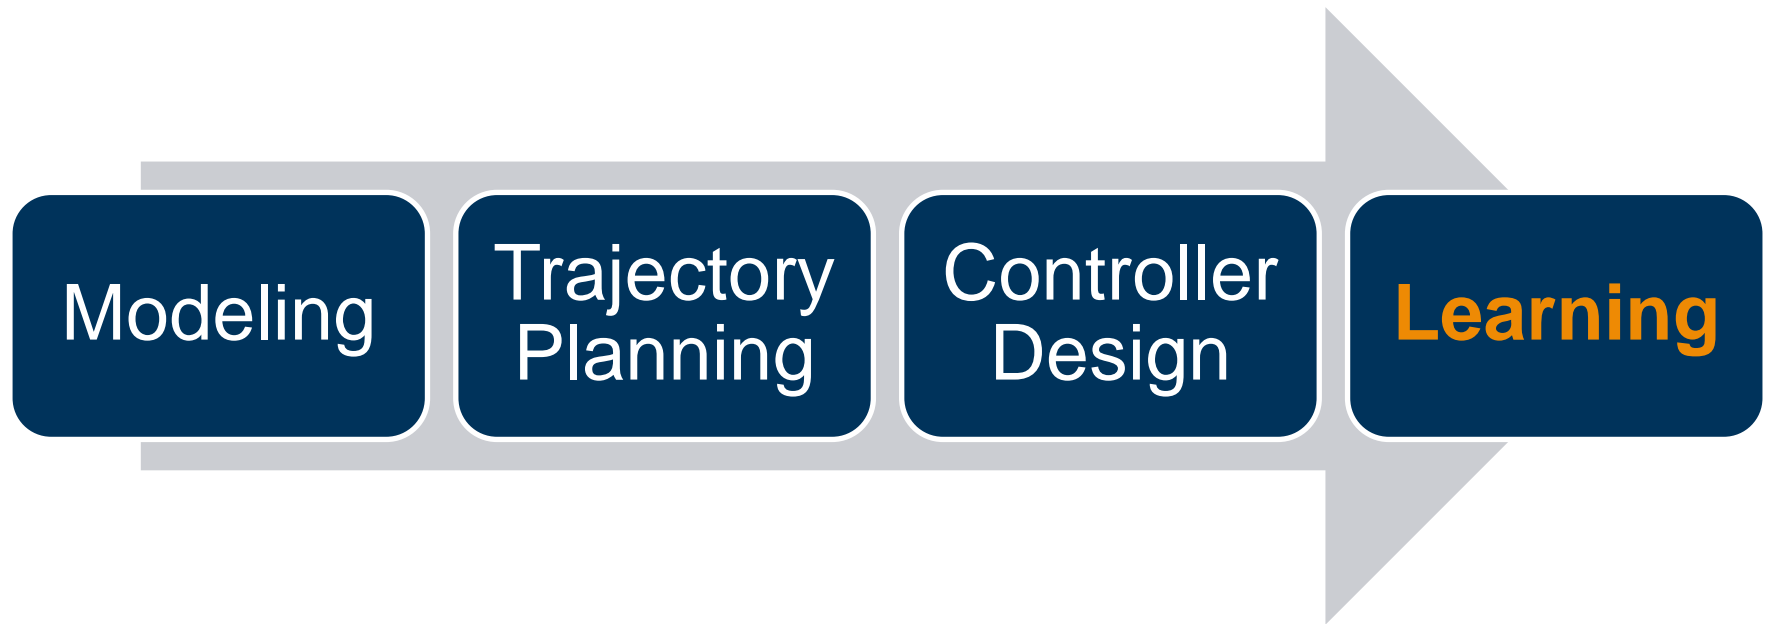 Modeling
Trajectory
Planning
Controller
Design
Learning